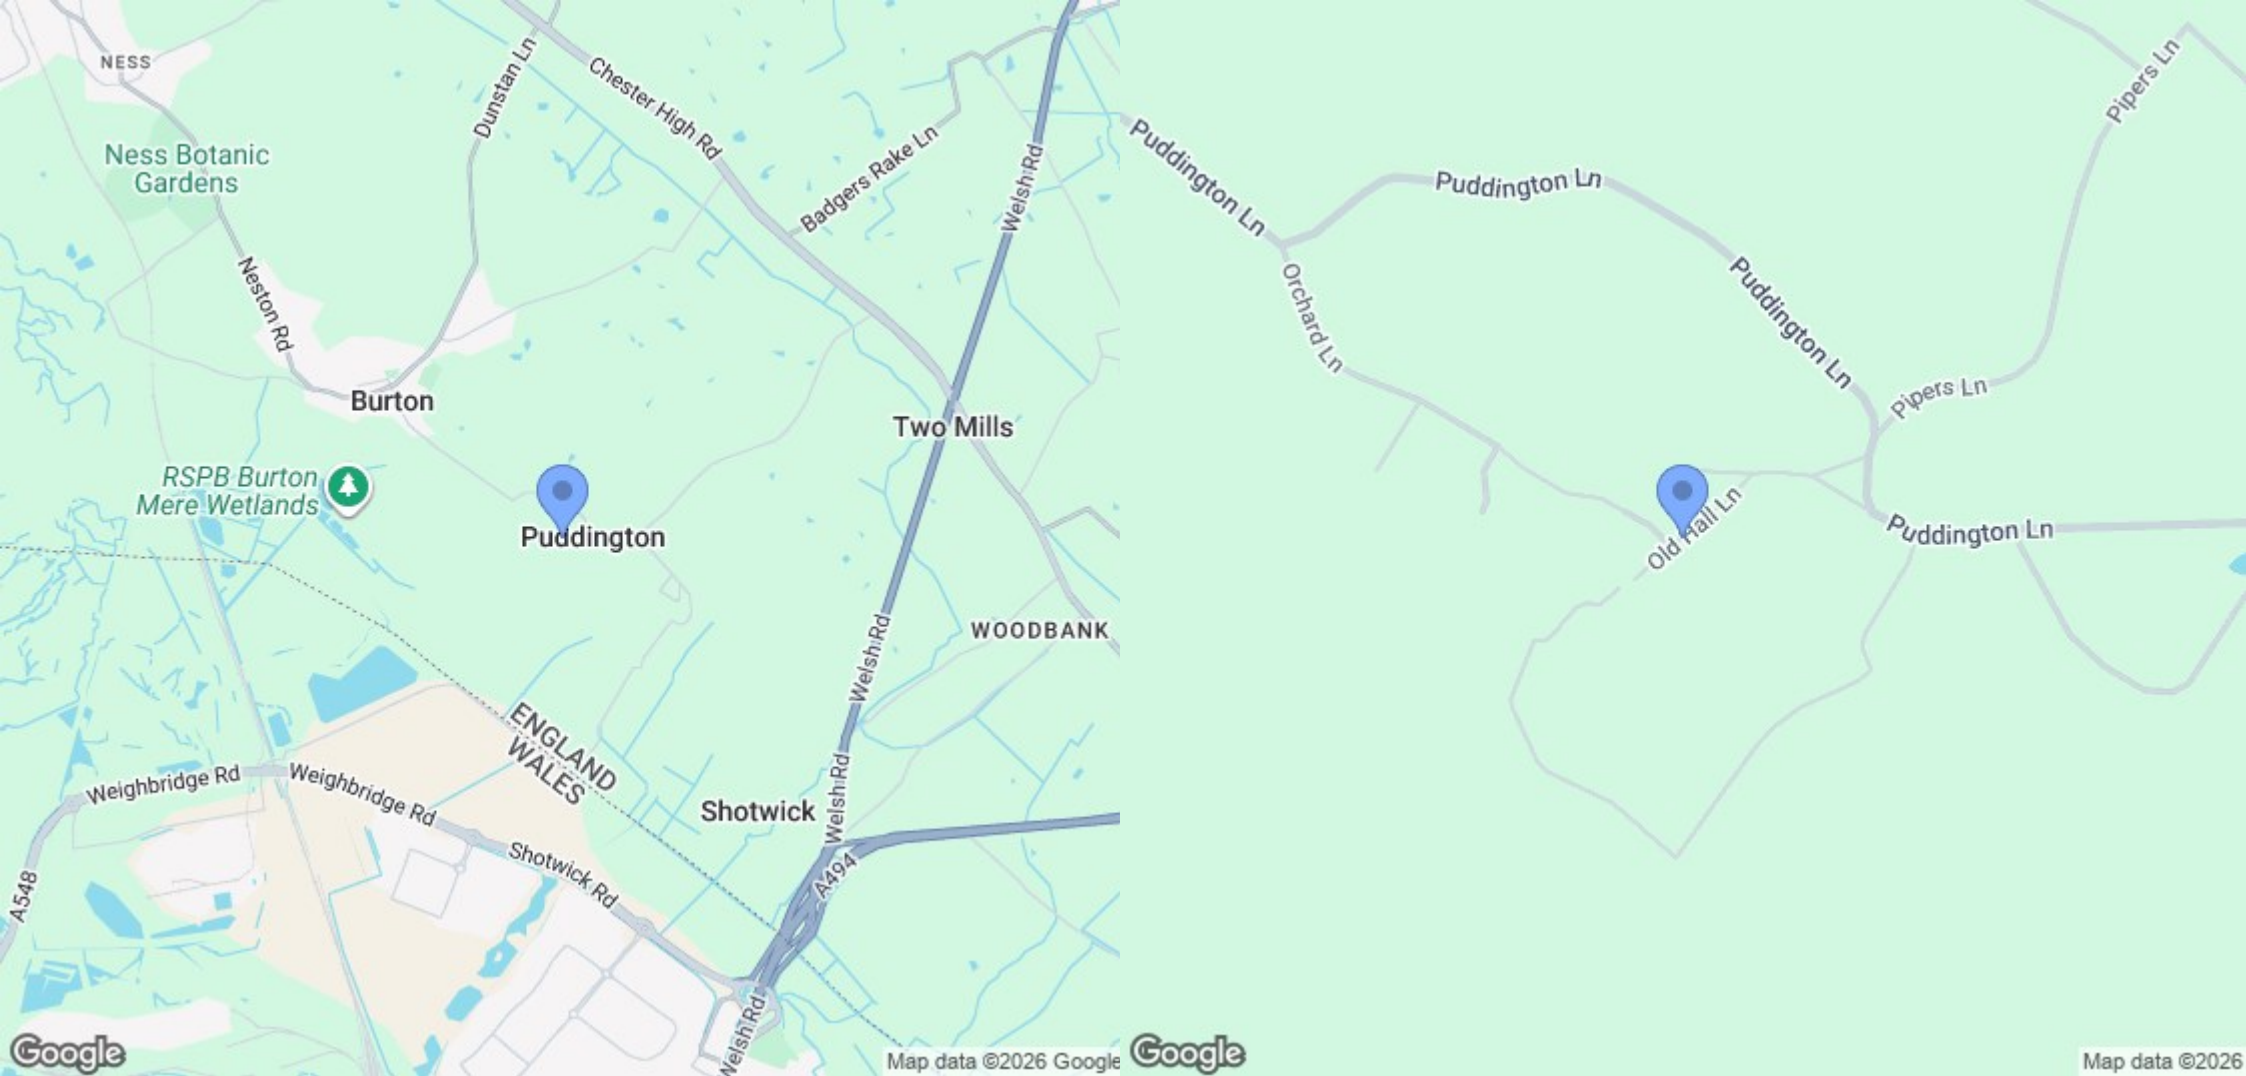 NESS
Ness Botanic
Gardens
Dunstan Ln
Chester High Rd
Badgers Rake Ln
Welsh Rd
Neston Rd
Burton
Two Mills
RSPB Burton
Mere Wetlands
Puddington
Welsh Rd
WOODBANK
ENGLAND
WALES
Weighbridge Rd
Weighbridge Rd
Shotwick
Welsh Rd
Shotwick Rd
A494
A548
Welsh Rd
Google
Map data ©2026 Google
Puddington Ln
Puddington Ln
Pipers Ln
Orchard Ln
Puddington Ln
Pipers Ln
Old Hall Ln
Puddington Ln
Google
Map data ©2026